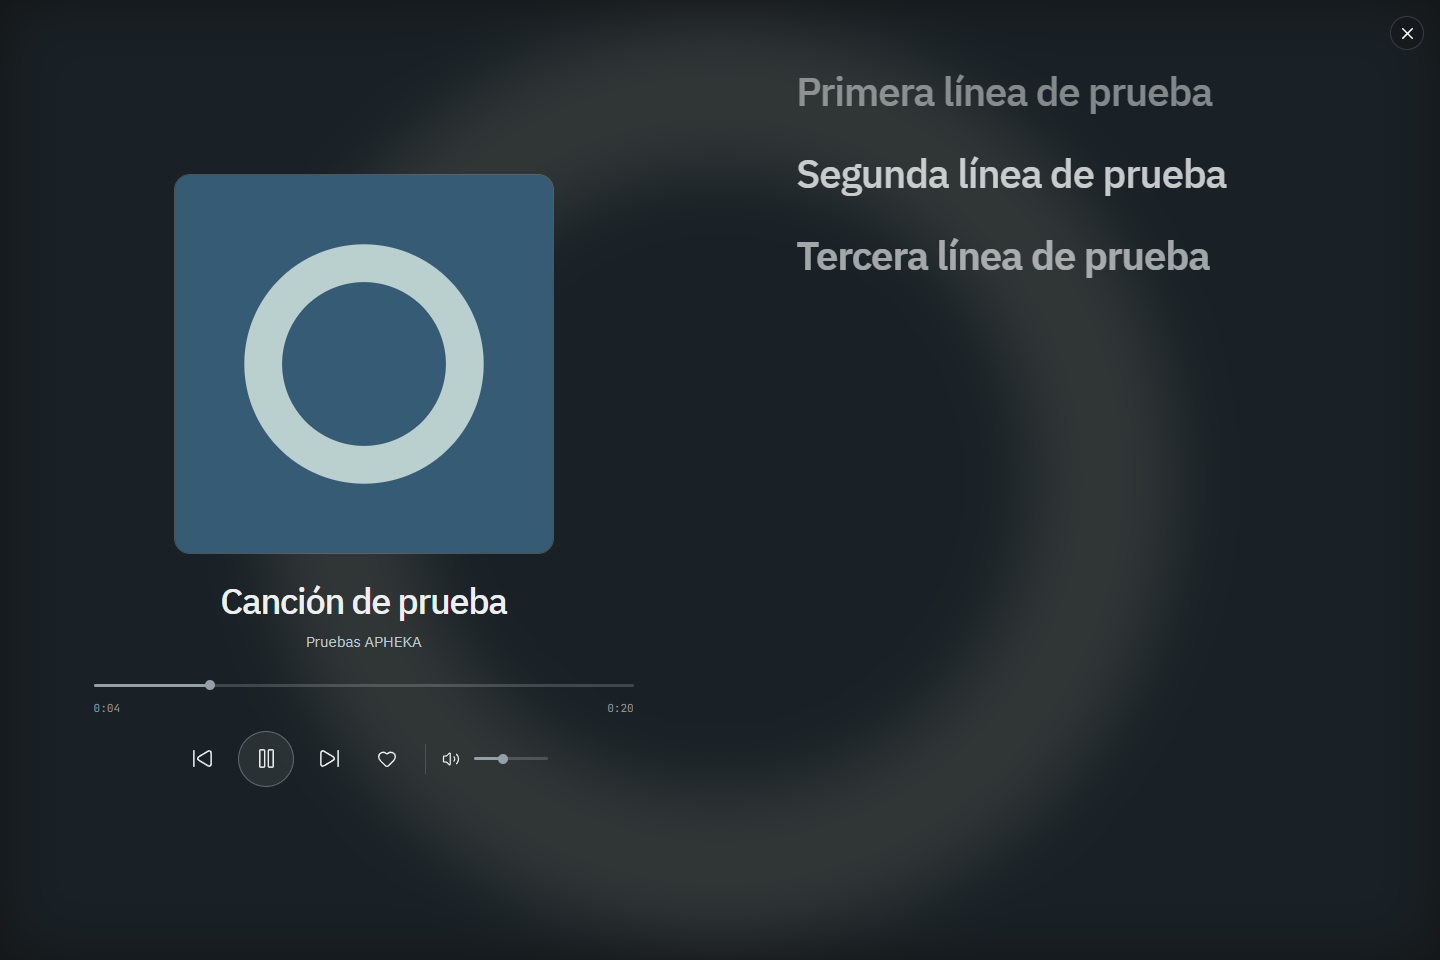 Primera línea de prueba
Segunda línea de prueba
Tercera línea de prueba
Canción de prueba
Pruebas APHEKA
0:04
0:20